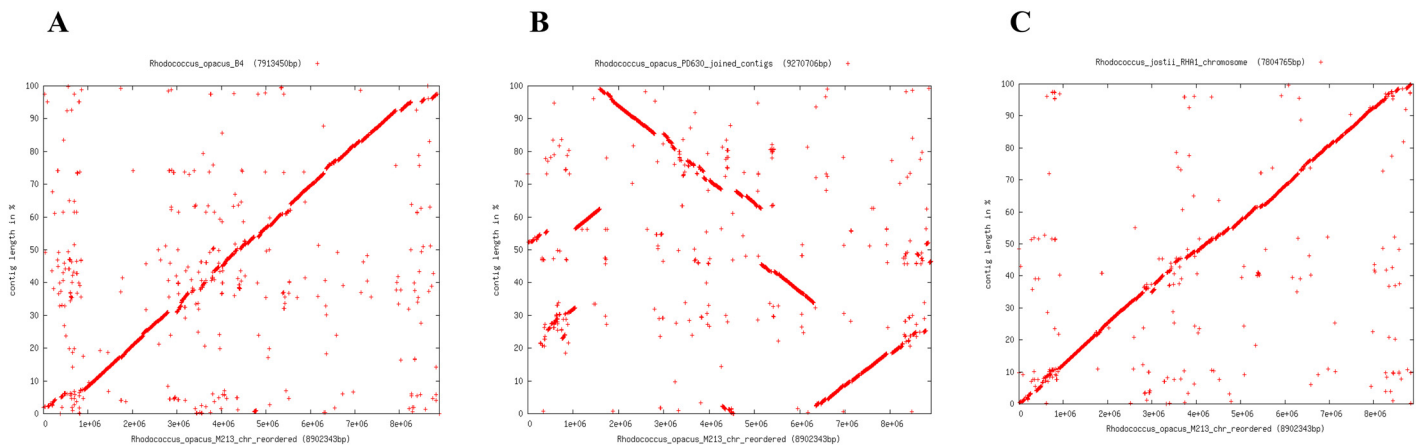 A
Rhodococcus_opacus_B4 (7913450bp) +
100
90
80
70
60
50
40
30
20
10
0
contig length in %
0 1e+06 2e+06 3e+06 4e+06 5e+06 6e+06 7e+06 8e+06
Rhodococcus_opacus_M213_chr_reordered (8902343bp)
B
Rhodococcus_opacus_PD630_joined_contigs (9270706bp) +
100
90
80
70
60
50
40
30
20
10
0
contig length in %
0 1e+06 2e+06 3e+06 4e+06 5e+06 6e+06 7e+06 8e+06
Rhodococcus_opacus_M213_chr_reordered (8902343bp)
C
Rhodococcus_jostii_RHA1_chromosome (7804765bp) +
100
90
80
70
60
50
40
30
20
10
0
contig length in %
0 1e+06 2e+06 3e+06 4e+06 5e+06 6e+06 7e+06 8e+06
Rhodococcus_opacus_M213_chr_reordered (8902343bp)